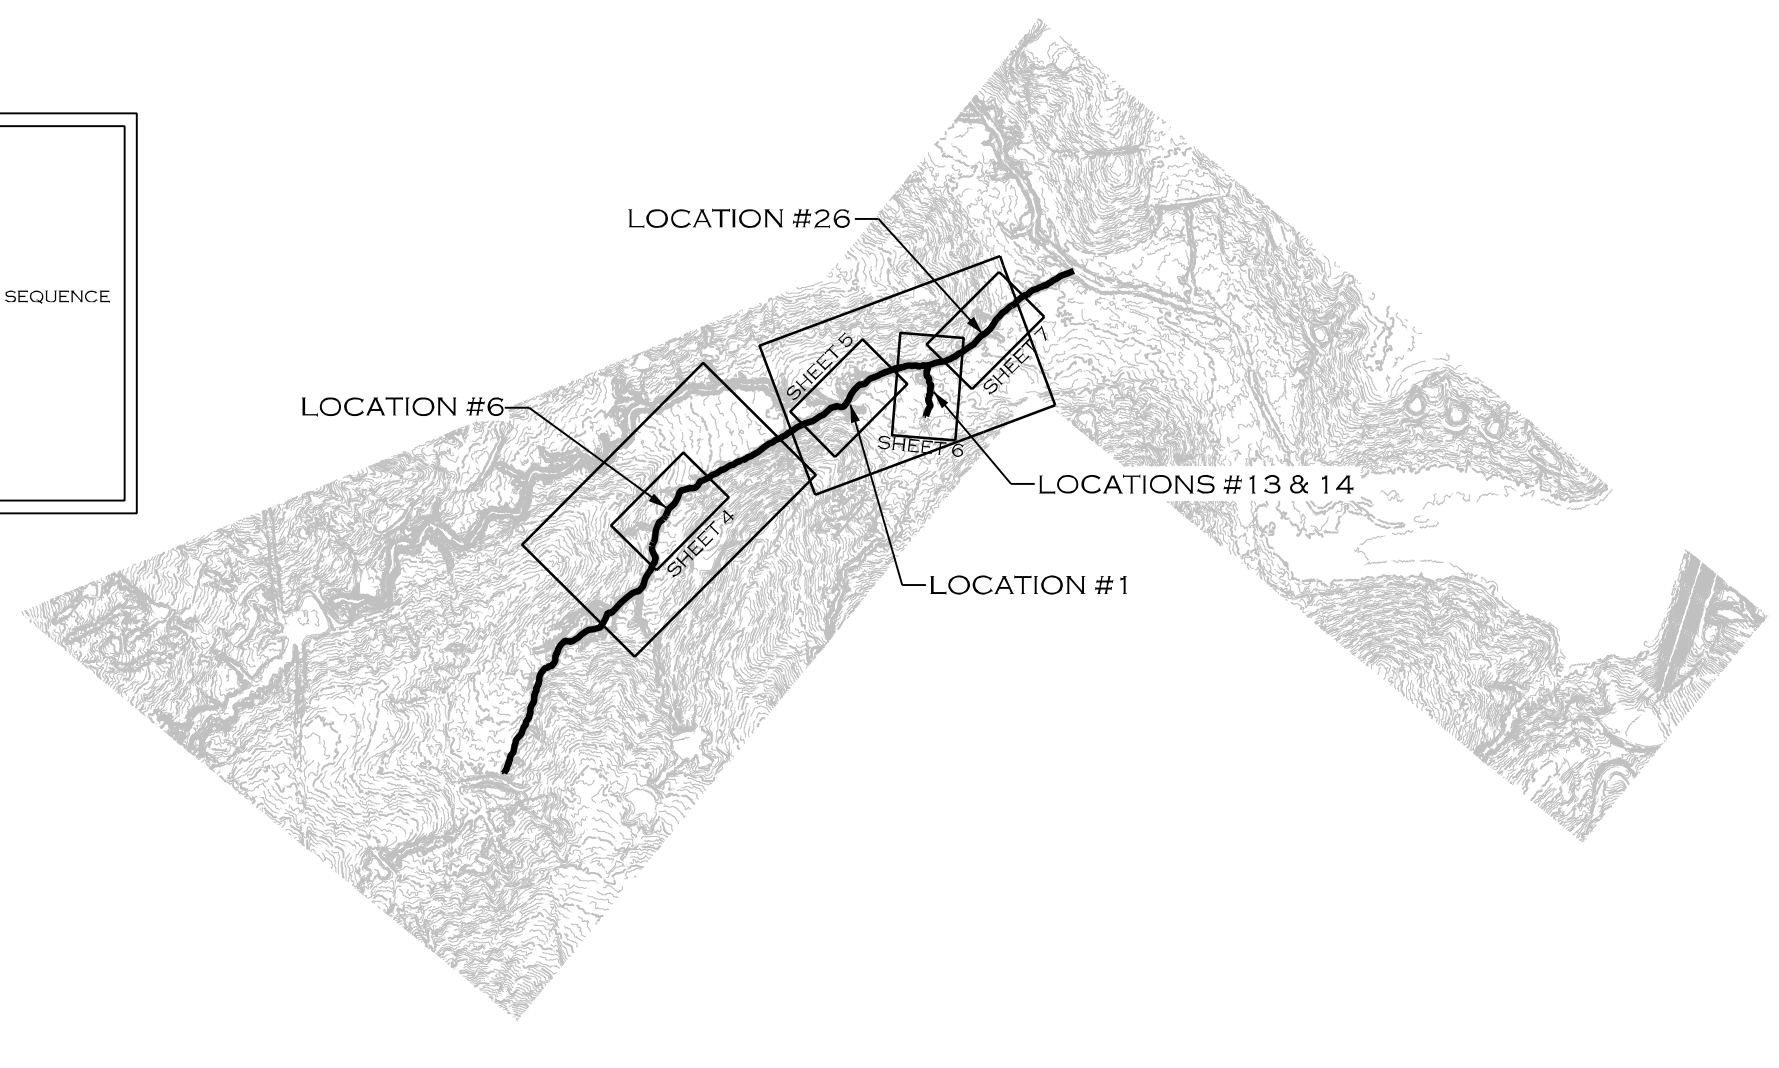 LOCATION #26
SEQUENCE
SHEET 5
SHEET 7
LOCATION #6
SHEET 6
LOCATIONS #13 & 14
SHEET 4
LOCATION #1